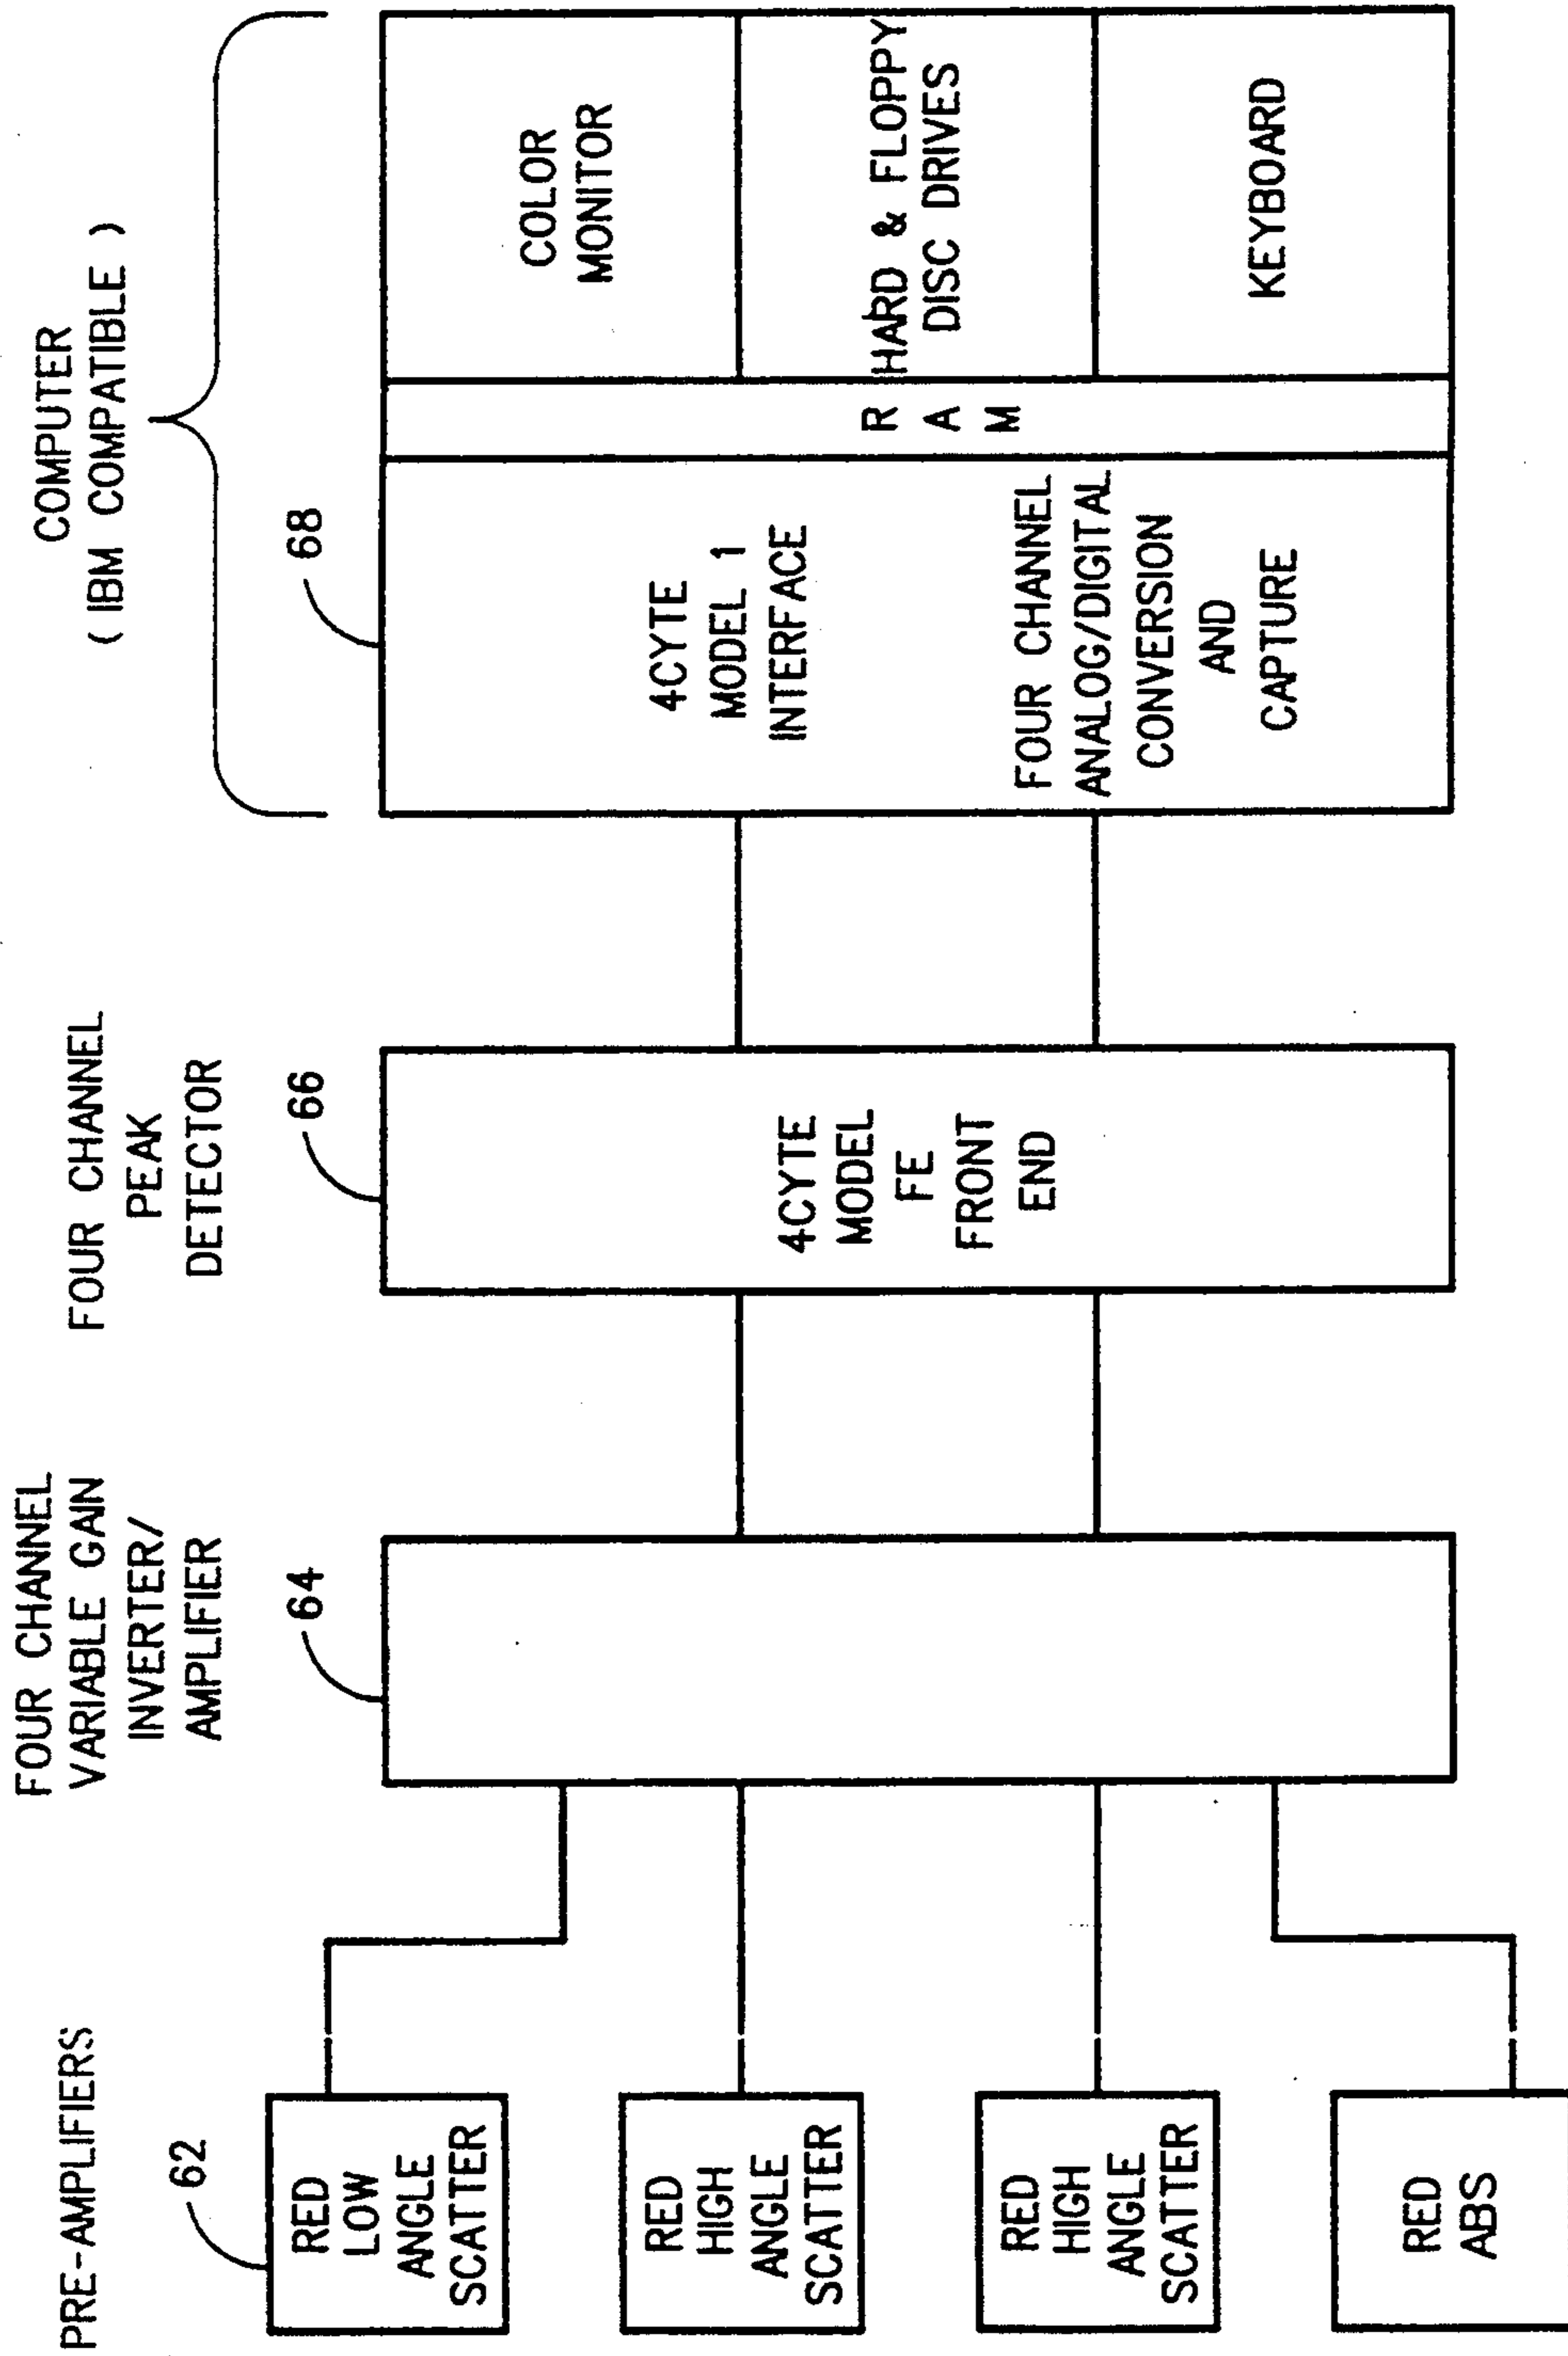 PRE-AMPLIFIERS
62
RED
LOW
ANGLE
SCATTER
RED
HIGH
ANGLE
SCATTER
RED
HIGH
ANGLE
SCATTER
RED
ABS
FOUR CHANNEL
VARIABLE GAIN
INVERTER/
AMPLIFIER
64
FOUR CHANNEL
PEAK
DETECTOR
66
4CYTE
MODEL
FE
FRONT
END
COMPUTER
( IBM COMPATIBLE )
68
4CYTE
MODEL 1
INTERFACE
FOUR CHANNEL
ANALOG/DIGITAL
CONVERSION
AND
CAPTURE
R
A
M
COLOR
MONITOR
HARD & FLOPPY
DISC DRIVES
KEYBOARD